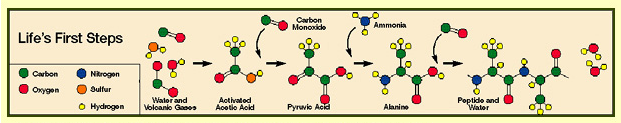 Life's First Steps
Carbon
Nitrogen
Oxygen
Sulfur
Hydrogen
Carbon
Monoxide
Ammonia
Water and
Volcanic Gases
Activated
Acetic Acid
Pyruvic Acid
Alanine
Peptide and
Water